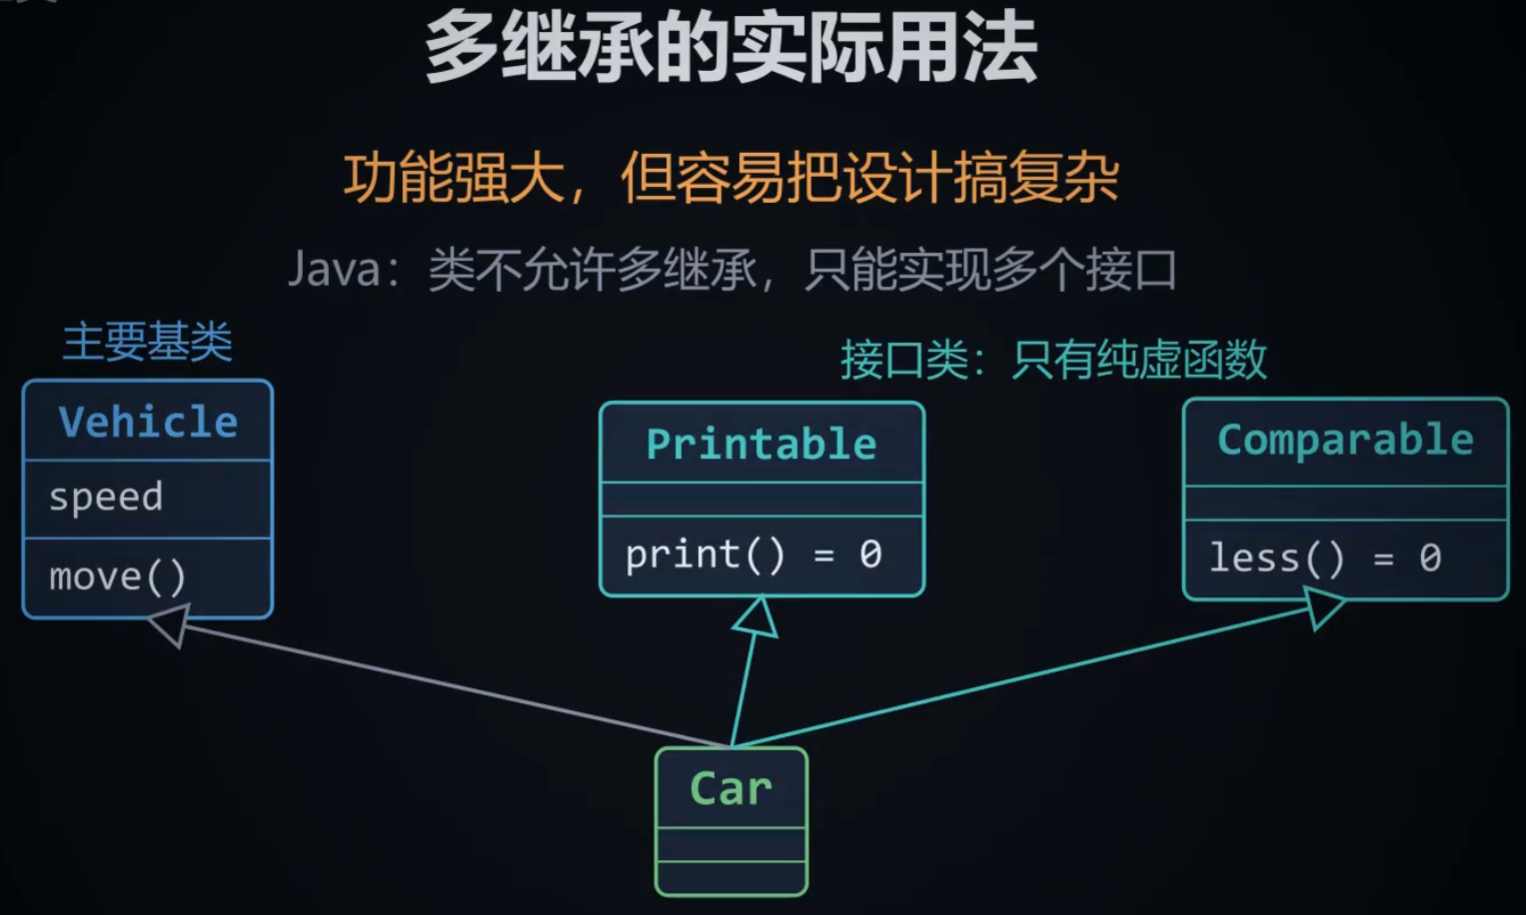 多继承的实际用法
功能强大，但容易把设计搞复杂
Java：类不允许多继承，只能实现多个接口
主要基类
Vehicle
speed
move()
接口类：只有纯虚函数
Printable
print() = 0
Comparable
less() = 0
Car